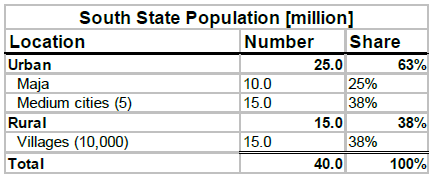 South State Population [million]
Location Number Share
Urban 25.0 63%
Maja 10.0 25%
Medium cities (5) 15.0 38%
Rural 15.0 38%
Villages (10,000) 15.0 38%
Total 40.0 100%